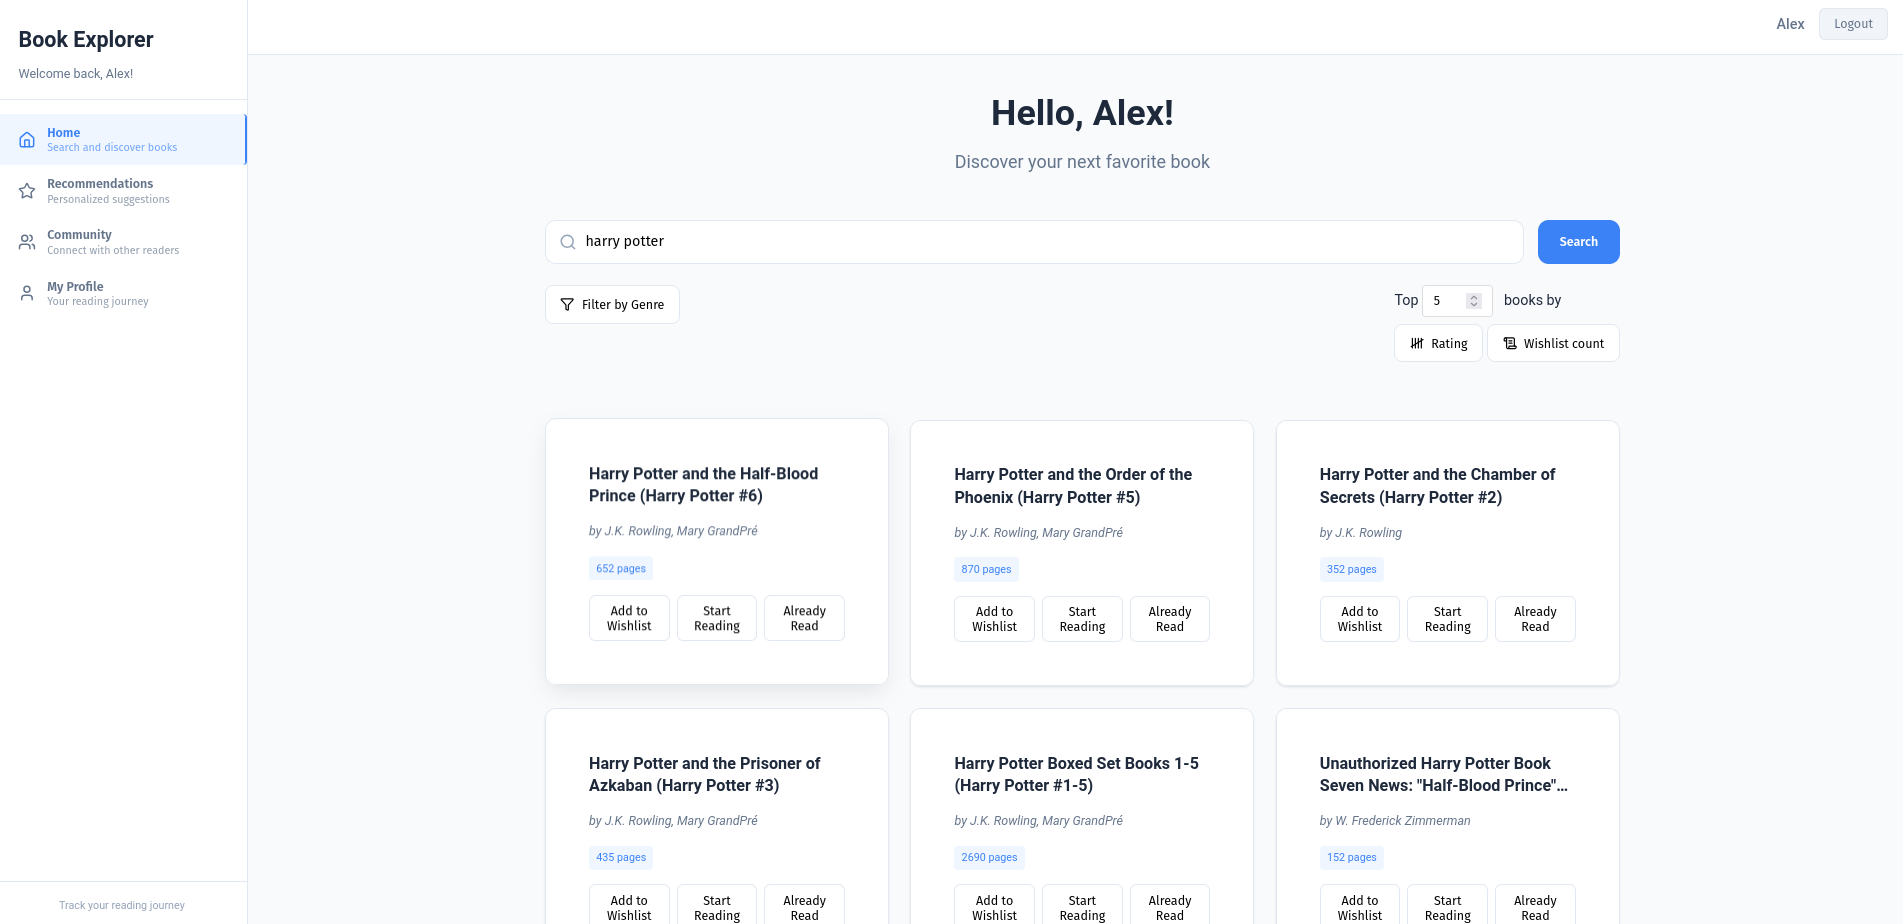 Book Explorer
Welcome back, Alex!
Home
Search and discover books
Recommendations
Personalized suggestions
Community
Connect with other readers
My Profile
Your reading journey
Track your reading journey
Alex
Logout
Hello, Alex!
Discover your next favorite book
harry potter
Search
Filter by Genre
Top 5 books by
Rating
Wishlist count
Harry Potter and the Half-Blood
Prince (Harry Potter #6)
by J.K. Rowling, Mary GrandPré
652 pages
Add to
Wishlist
Start
Reading
Already
Read
Harry Potter and the Order of the
Phoenix (Harry Potter #5)
by J.K. Rowling, Mary GrandPré
870 pages
Add to
Wishlist
Start
Reading
Already
Read
Harry Potter and the Chamber of
Secrets (Harry Potter #2)
by J.K. Rowling
352 pages
Add to
Wishlist
Start
Reading
Already
Read
Harry Potter and the Prisoner of
Azkaban (Harry Potter #3)
by J.K. Rowling, Mary GrandPré
435 pages
Add to
Wishlist
Start
Reading
Already
Read
Harry Potter Boxed Set Books 1-5
(Harry Potter #1-5)
by J.K. Rowling, Mary GrandPré
2690 pages
Add to
Wishlist
Start
Reading
Already
Read
Unauthorized Harry Potter Book
Seven News: "Half-Blood Prince"...
by W. Frederick Zimmerman
152 pages
Add to
Wishlist
Start
Reading
Already
Read